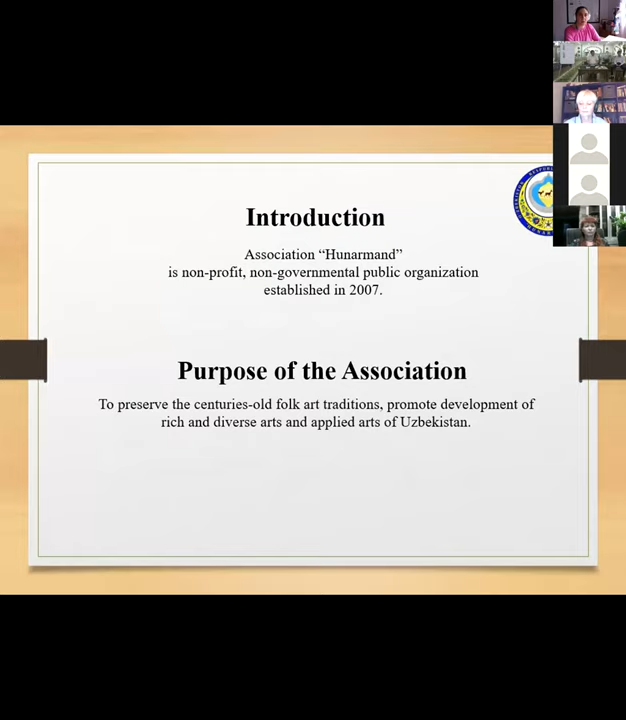 Introduction
Association “Hunarmand”
is non-profit, non-governmental public organization
established in 2007.
Purpose of the Association
To preserve the centuries-old folk art traditions, promote development of
rich and diverse arts and applied arts of Uzbekistan.